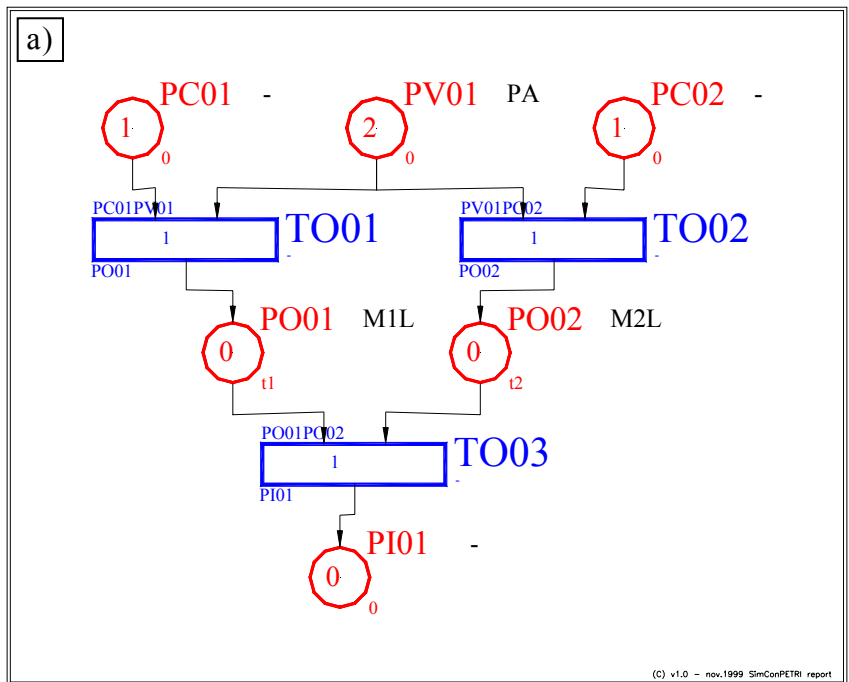 a)
PC01 -
PV01 PA
PC02 -
1
0
2
0
1
0
PC01PV01
1
TO01
-
PO01
PV01PC02
1
TO02
-
PO02
PO01 M1L
0
t1
PO02 M2L
0
t2
PO01PO02
1
TO03
-
PI01
PI01 -
0
0
(C) v1.0 - nov.1999 SimConPETRI report